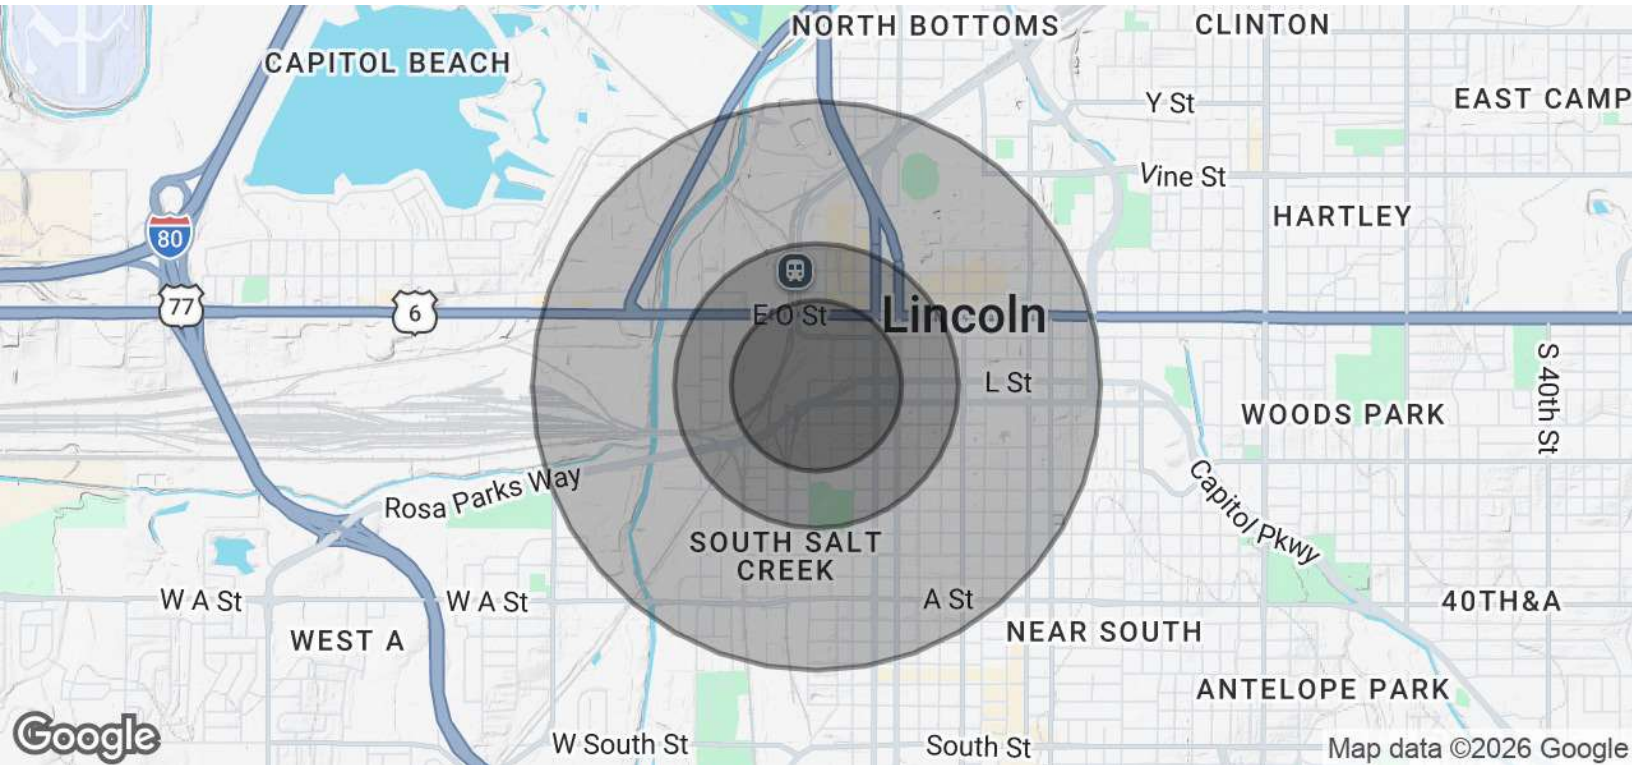 NORTH BOTTOMS
CLINTON
CAPITOL BEACH
Y St
EAST CAMP
Vine St
HARTLEY
80
77
6
E O St
Lincoln
S 40th St
L St
WOODS PARK
Rosa Parks Way
Capitol Pkwy
SOUTH SALT
CREEK
W A St
W A St
A St
40TH&A
WEST A
NEAR SOUTH
ANTELOPE PARK
Google
W South St
South St
Map data ©2026 Google